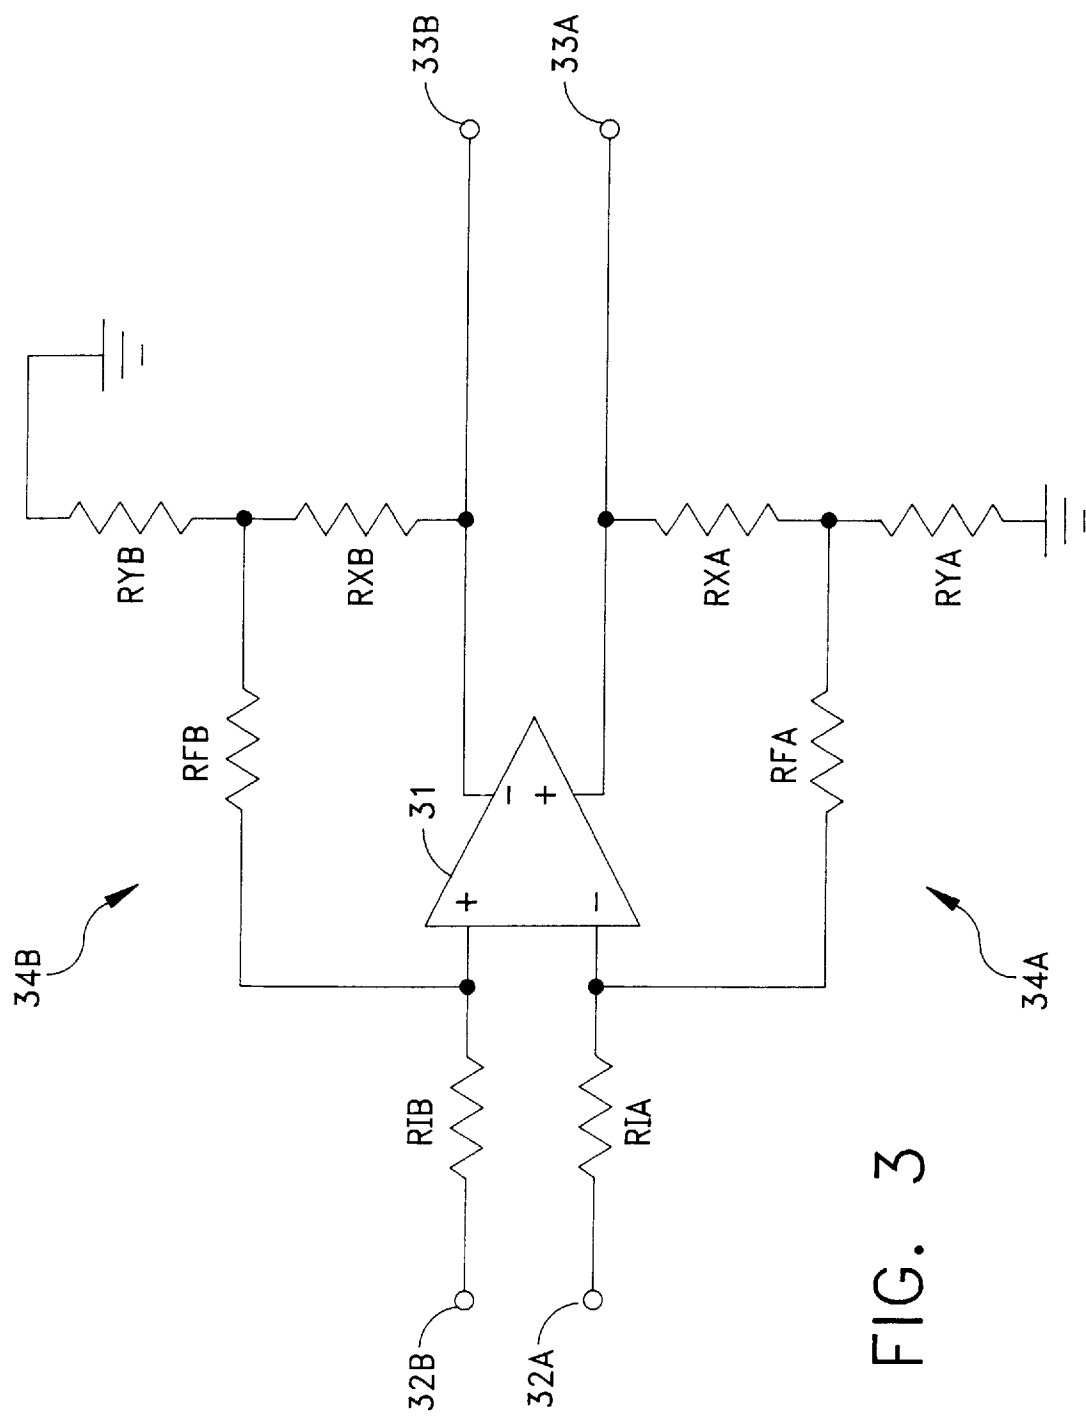 33B
33A
RYB
RXB
RXA
RYA
RFB
RFA
31
-
+
+
-
34B
34A
RIB
RIA
32B
32A
FIG. 3